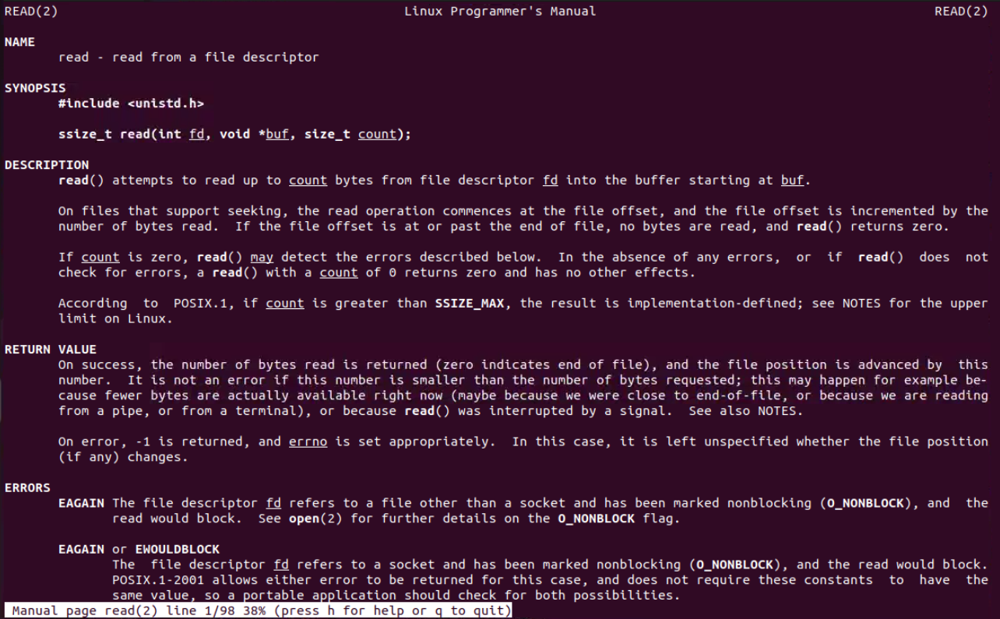 READ(2) Linux Programmer's Manual READ(2)
NAME
read - read from a file descriptor
SYNOPSIS
#include <unistd.h>
ssize_t read(int fd, void *buf, size_t count);
DESCRIPTION
read() attempts to read up to count bytes from file descriptor fd into the buffer starting at buf.
On files that support seeking, the read operation commences at the file offset, and the file offset is incremented by the
number of bytes read. If the file offset is at or past the end of file, no bytes are read, and read() returns zero.
If count is zero, read() may detect the errors described below. In the absence of any errors, or if read() does not
check for errors, a read() with a count of 0 returns zero and has no other effects.
According to POSIX.1, if count is greater than SSIZE_MAX, the result is implementation-defined; see NOTES for the upper
limit on Linux.
RETURN VALUE
On success, the number of bytes read is returned (zero indicates end of file), and the file position is advanced by this
number. It is not an error if this number is smaller than the number of bytes requested; this may happen for example be-
cause fewer bytes are actually available right now (maybe because we were close to end-of-file, or because we are reading
from a pipe, or from a terminal), or because read() was interrupted by a signal. See also NOTES.
On error, -1 is returned, and errno is set appropriately. In this case, it is left unspecified whether the file position
(if any) changes.
ERRORS
EAGAIN The file descriptor fd refers to a file other than a socket and has been marked nonblocking (O_NONBLOCK), and the
read would block. See open(2) for further details on the O_NONBLOCK flag.
EAGAIN or EWOULDBLOCK
The file descriptor fd refers to a socket and has been marked nonblocking (O_NONBLOCK), and the read would block.
POSIX.1-2001 allows either error to be returned for this case, and does not require these constants to have the
same value, so a portable application should check for both possibilities.
Manual page read(2) line 1/98 38% (press h for help or q to quit)